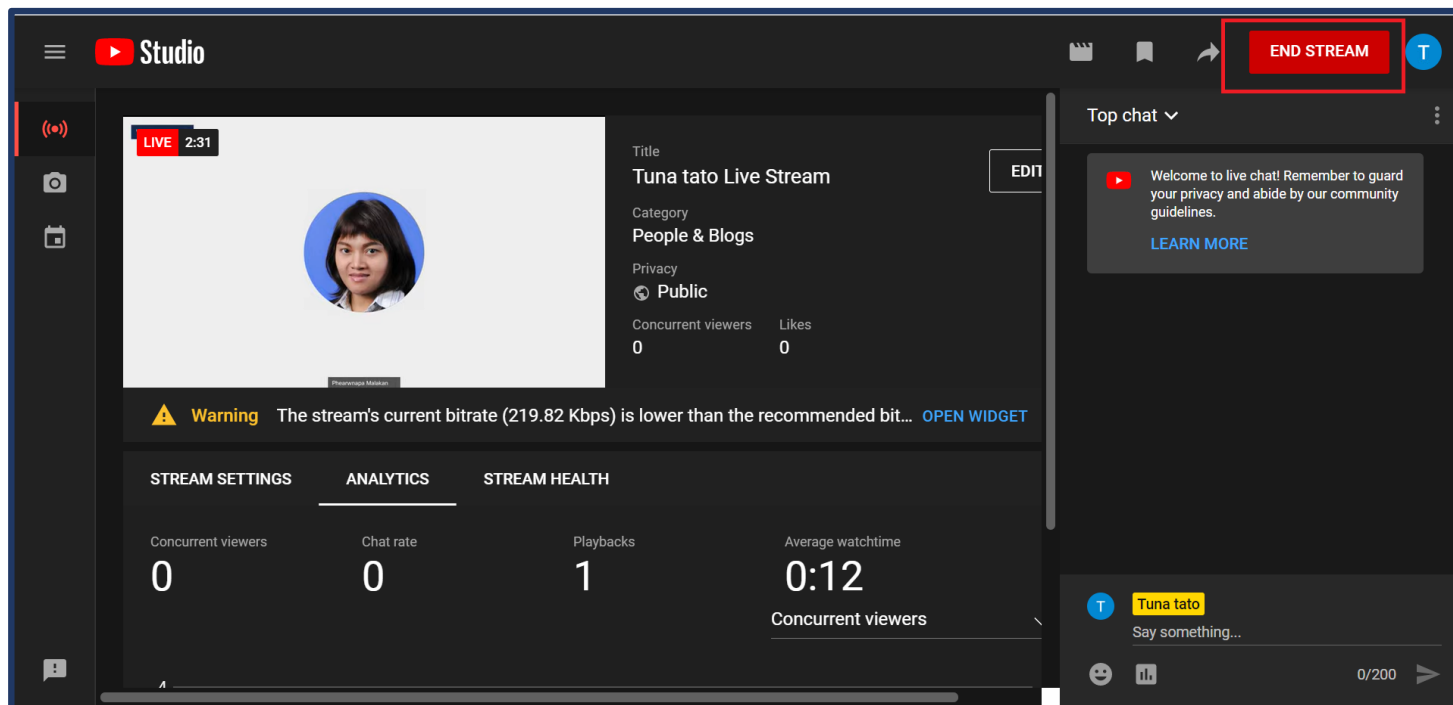 Studio
END STREAM
T
LIVE 2:31
Title
Tuna tato Live Stream
EDIT
Category
People & Blogs
Privacy
Public
Concurrent viewers Likes
0 0
Phearwnapa Malakan
Warning The stream's current bitrate (219.82 Kbps) is lower than the recommended bit... OPEN WIDGET
STREAM SETTINGS ANALYTICS STREAM HEALTH
Concurrent viewers Chat rate Playbacks Average watchtime
0 0 1 0:12
Concurrent viewers
4
Top chat
Welcome to live chat! Remember to guard
your privacy and abide by our community
guidelines.
LEARN MORE
T Tuna tato
Say something...
0/200